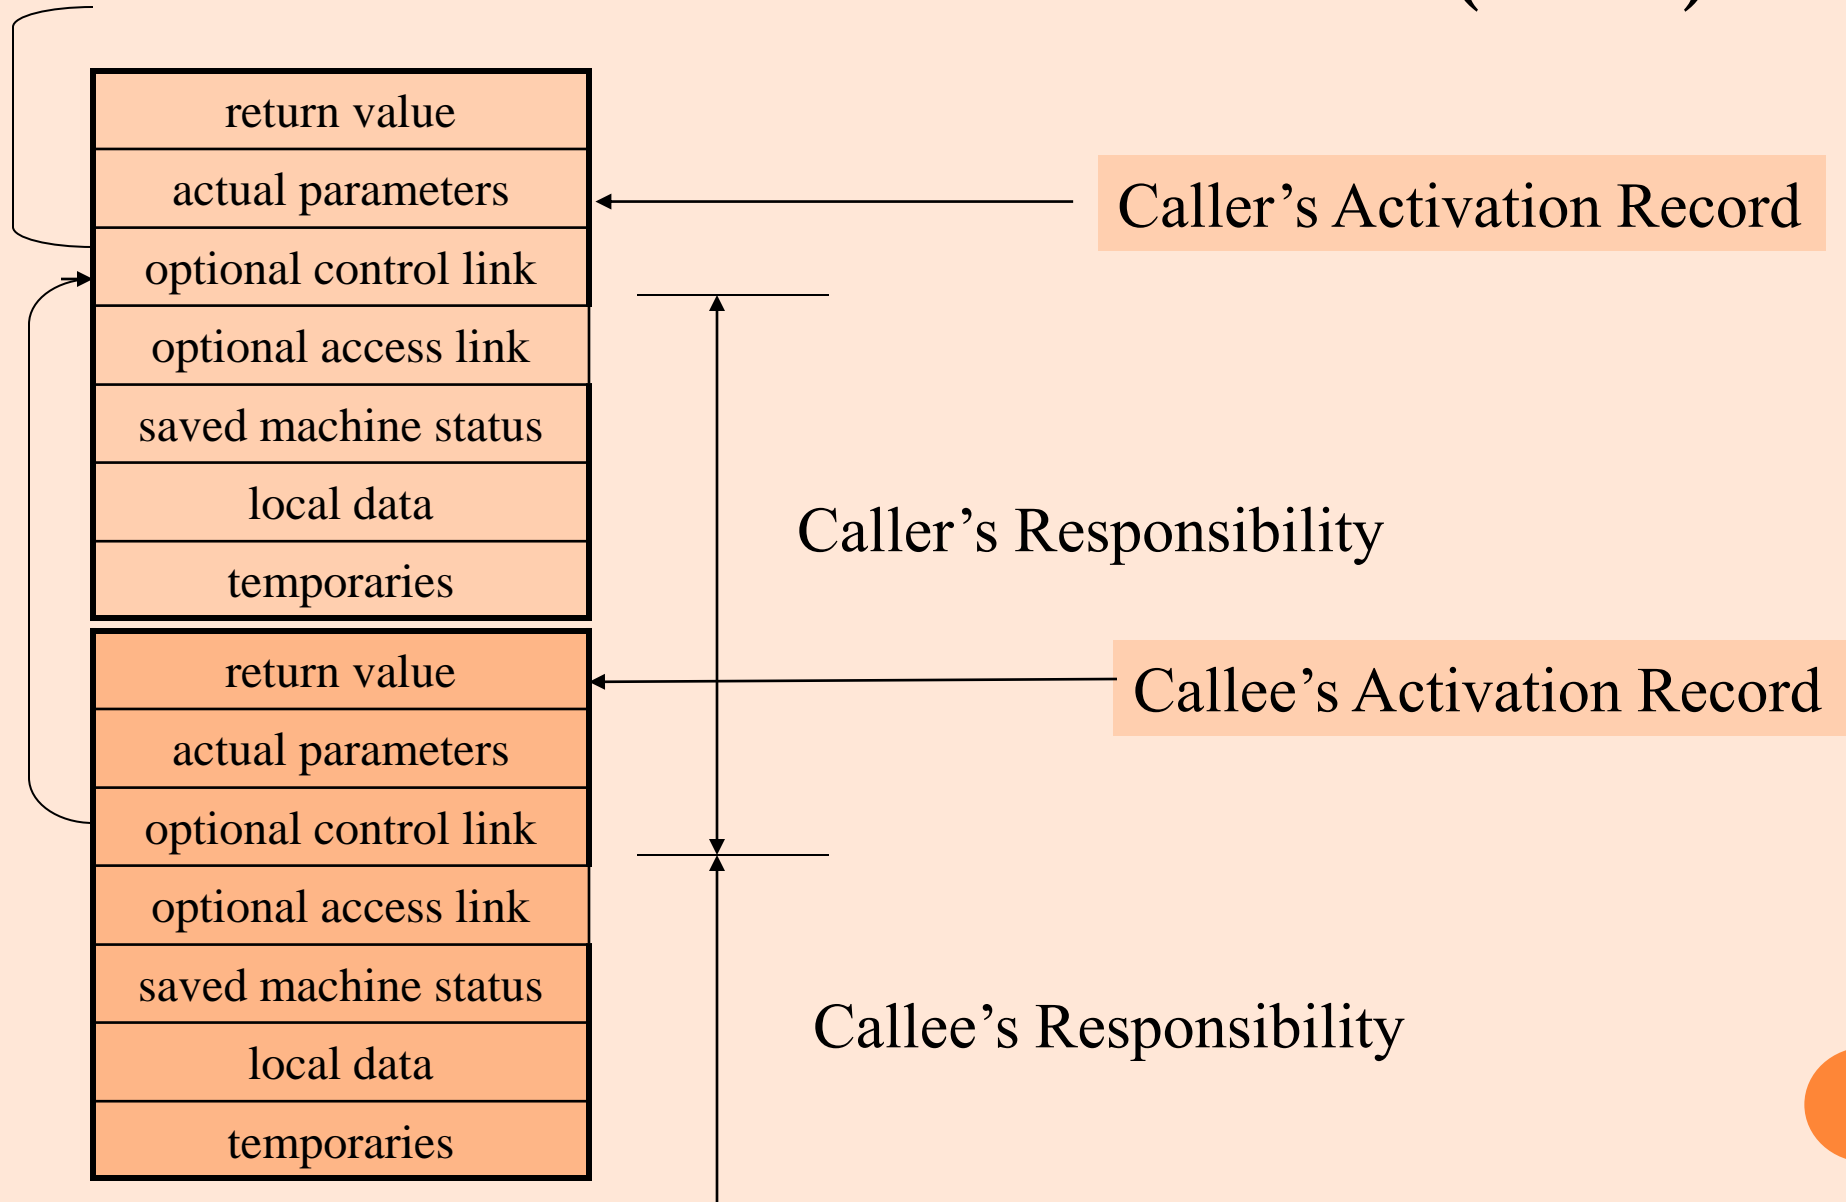 return value
actual parameters
optional control link
optional access link
saved machine status
local data
temporaries
return value
actual parameters
optional control link
optional access link
saved machine status
local data
temporaries
Caller’s Activation Record
Caller’s Responsibility
Callee’s Activation Record
Callee’s Responsibility